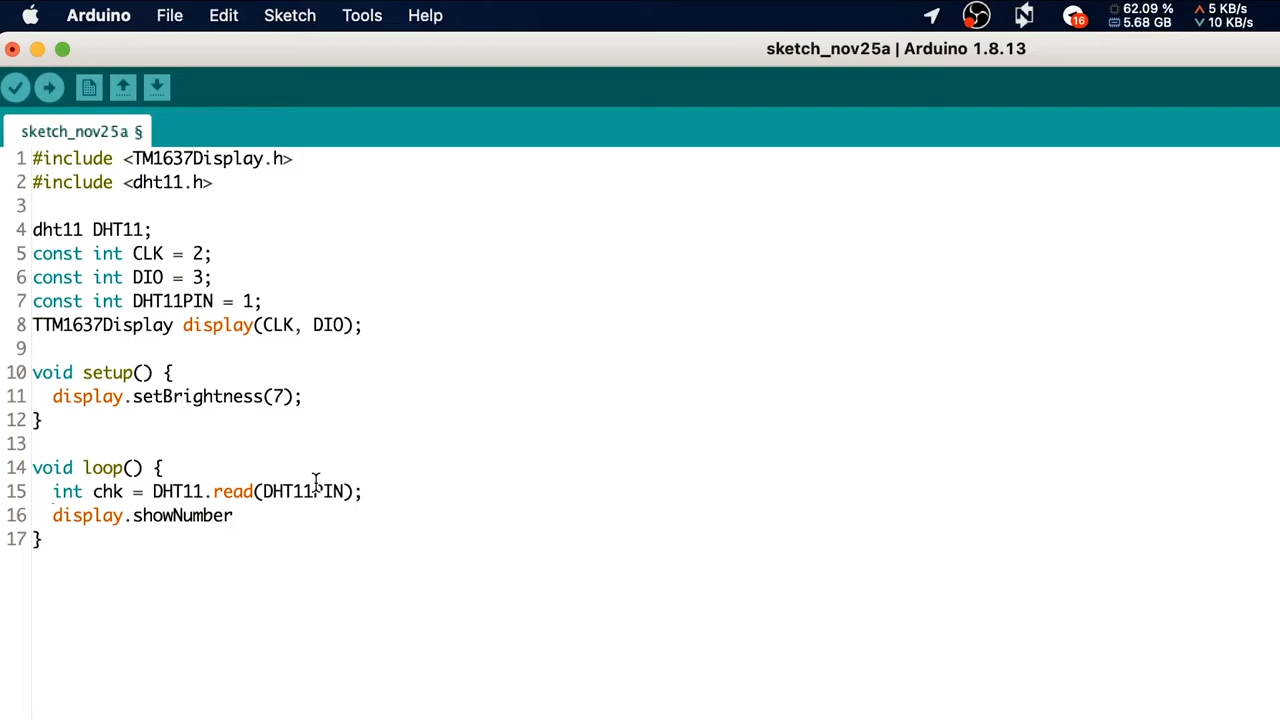 Arduino File Edit Sketch Tools Help 16 62.09 % 5.68 GB 5 KB/s 10 KB/s
sketch_nov25a | Arduino 1.8.13
sketch_nov25a §
1 #include <TM1637Display.h>
2 #include <dht11.h>
3
4 dht11 DHT11;
5 const int CLK = 2;
6 const int DIO = 3;
7 const int DHT11PIN = 1;
8 TTM1637Display display(CLK, DIO);
9
10 void setup() {
11 display.setBrightness(7);
12 }
13
14 void loop() {
15 int chk = DHT11.read(DHT11PIN);
16 display.showNumber
17 }